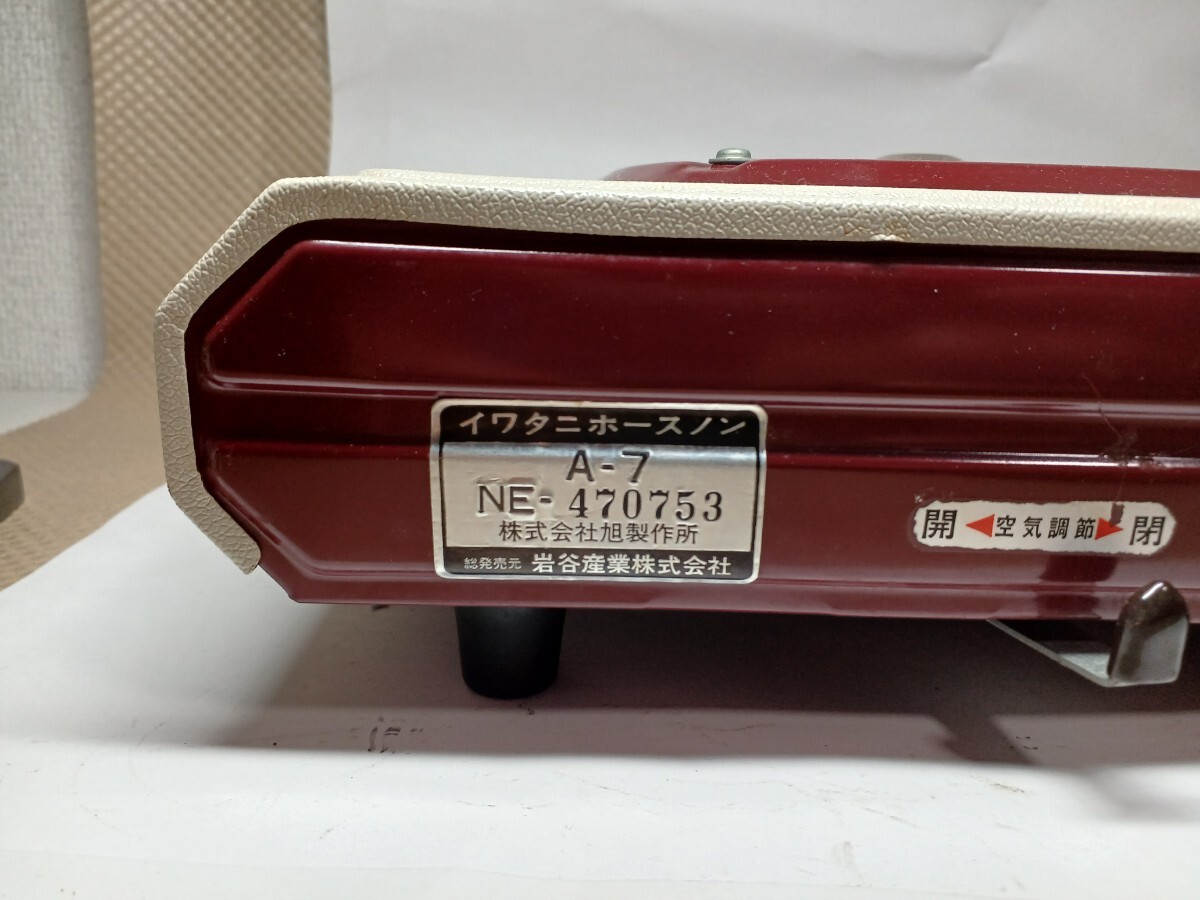 イワタニホースノン
A-7
NE-470753
株式会社旭製作所
総発売元 岩谷産業株式会社
開 ◀空気調節▶ 閉